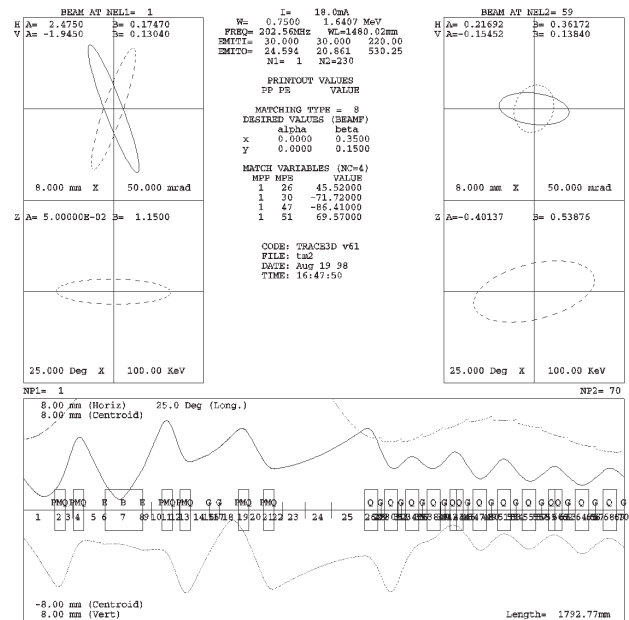 BEAM AT NEL1= 1
H A= 2.4750 B= 0.17470
V A= -1.9450 B= 0.13040
8.000 mm X 50.000 mrad
Z A= 5.00000E-02 B= 1.1500
25.000 Deg X 100.00 KeV
I= 18.0mA
W= 0.7500 1.6407 MeV
FREQ= 202.56MHz WL=1480.02mm
EMITI= 30.000 30.000 220.00
EMITO= 24.594 20.861 530.25
N1= 1 N2=230
PRINTOUT VALUES
PP PE VALUE
MATCHING TYPE = 8
DESIRED VALUES (BEAMF)
alpha beta
x 0.0000 0.3500
y 0.0000 0.1500
MATCH VARIABLES (NC=4)
MPP MPE VALUE
1 26 45.52000
1 30 -71.72000
1 47 -86.41000
1 51 69.57000
CODE: TRACE3D v61
FILE: tm2
DATE: Aug 19 98
TIME: 16:47:50
BEAM AT NEL2= 59
H A= 0.21692 B= 0.36172
V A=-0.15452 B= 0.13840
8.000 mm X 50.000 mrad
Z A=-0.40137 B= 0.53876
25.000 Deg X 100.00 KeV
NP1= 1 NP2= 70
8.00 mm (Horiz) 25.0 Deg (Long.)
8.00 mm (Centroid)
PMQ PMQ E B E PMQ PMQ G G PMQ PMQ Q G Q G Q G Q G Q Q G Q G Q G Q G Q G Q G Q
1 2 3 4 5 6 7 8 9 10 11 12 13 18 19 20 21 22 23 24 25
-8.00 mm (Centroid)
8.00 mm (Vert) Length= 1792.77mm